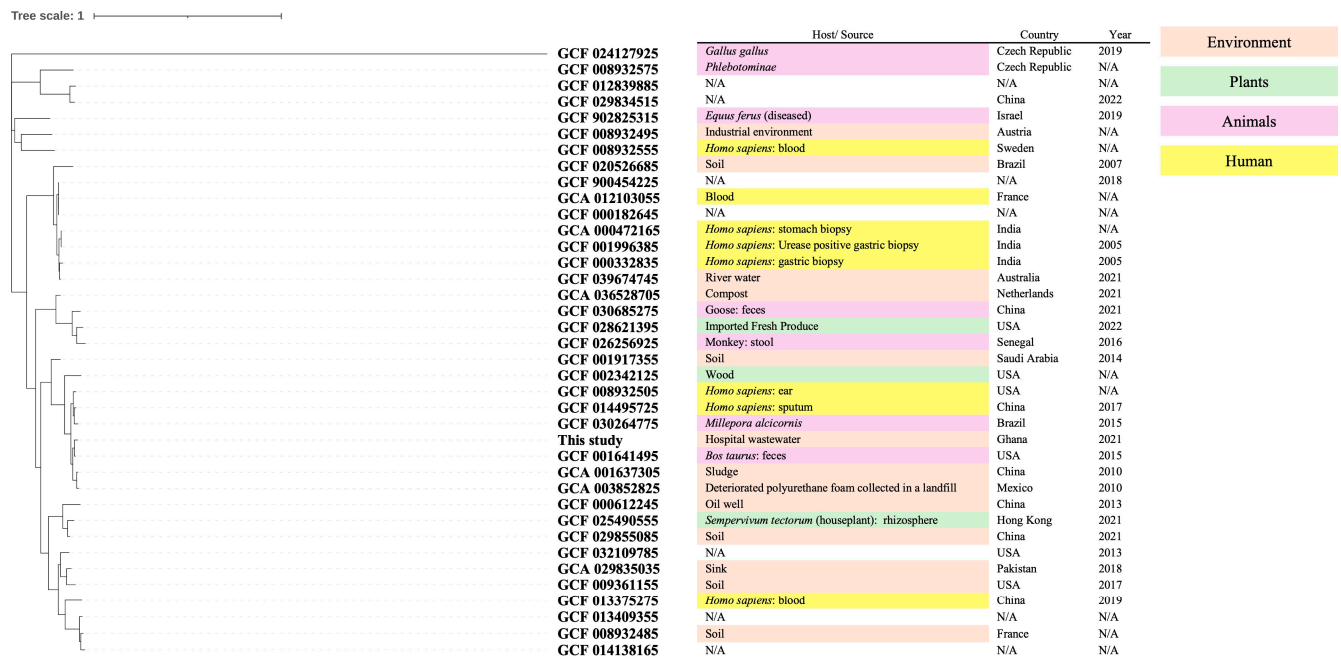 Tree scale: 1
Host/ Source Country Year
GCF 024127925 Gallus gallus Czech Republic 2019
GCF 008932575 Phlebotominae Czech Republic N/A
GCF 012839885 N/A N/A N/A
GCF 029834515 N/A China 2022
GCF 902825315 Equus ferus (diseased) Israel 2019
GCF 008932495 Industrial environment Austria N/A
GCF 008932555 Homo sapiens: blood Sweden N/A
GCF 020526685 Soil Brazil 2007
GCF 900454225 N/A N/A 2018
GCA 012103055 Blood France N/A
GCF 000182645 N/A N/A N/A
GCA 000472165 Homo sapiens: stomach biopsy India N/A
GCF 001996385 Homo sapiens: Urease positive gastric biopsy India 2005
GCF 000332835 Homo sapiens: gastric biopsy India 2005
GCF 039674745 River water Australia 2021
GCA 036528705 Compost Netherlands 2021
GCF 030685275 Goose: feces China 2021
GCF 028621395 Imported Fresh Produce USA 2022
GCF 026256925 Monkey: stool Senegal 2016
GCF 001917355 Soil Saudi Arabia 2014
GCF 002342125 Wood USA N/A
GCF 008932505 Homo sapiens: ear USA N/A
GCF 014495725 Homo sapiens: sputum China 2017
GCF 030264775 Millepora alcicornis Brazil 2015
This study Hospital wastewater Ghana 2021
GCF 001641495 Bos taurus: feces USA 2015
GCA 001637305 Sludge China 2010
GCA 003852825 Deteriorated polyurethane foam collected in a landfill Mexico 2010
GCF 000612245 Oil well China 2013
GCF 025490555 Sempervivum tectorum (houseplant): rhizosphere Hong Kong 2021
GCF 029855085 Soil China 2021
GCF 032109785 N/A USA 2013
GCA 029835035 Sink Pakistan 2018
GCF 009361155 Soil USA 2017
GCF 013375275 Homo sapiens: blood China 2019
GCF 013409355 N/A N/A N/A
GCF 008932485 Soil France N/A
GCF 014138165 N/A N/A N/A
Environment
Plants
Animals
Human